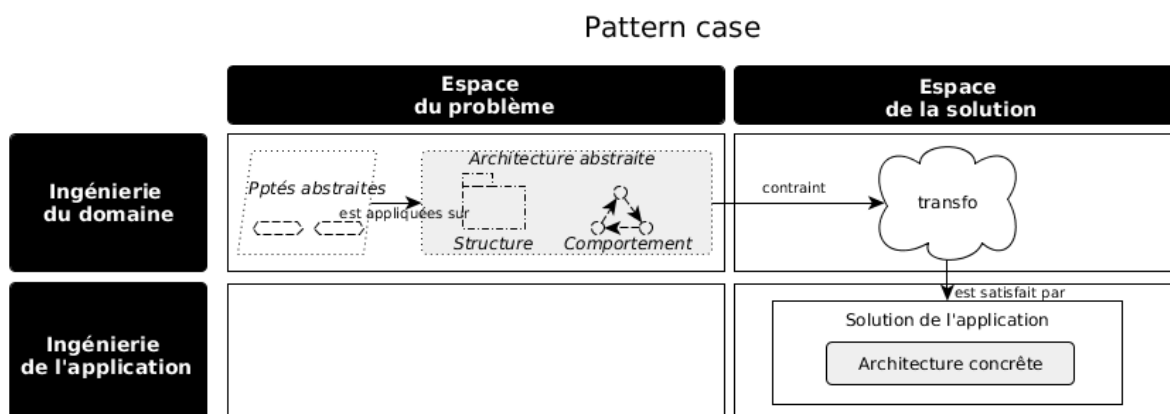 Pattern case
Espace
du problème
Espace
de la solution
Ingénierie
du domaine
Pptés abstraites
est appliquées sur
Architecture abstraite
Structure
Comportement
contraint
transfo
est satisfait par
Ingénierie
de l'application
Solution de l'application
Architecture concrête